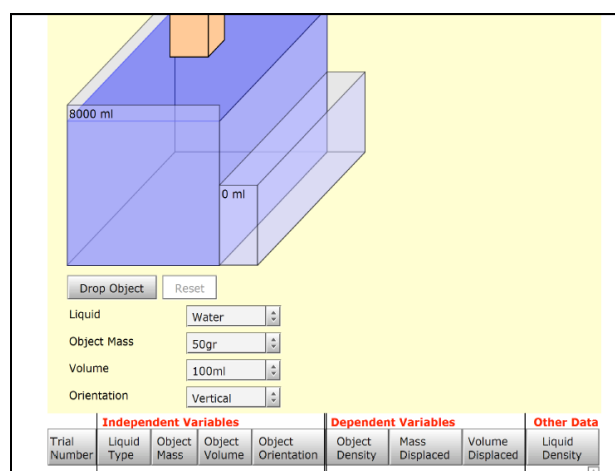 8000 ml
0 ml
Drop Object Reset
Liquid Water
Object Mass 50gr
Volume 100ml
Orientation Vertical
Independent Variables Dependent Variables Other Data
Trial Number Liquid Type Object Mass Object Volume Object Orientation Object Density Mass Displaced Volume Displaced Liquid Density